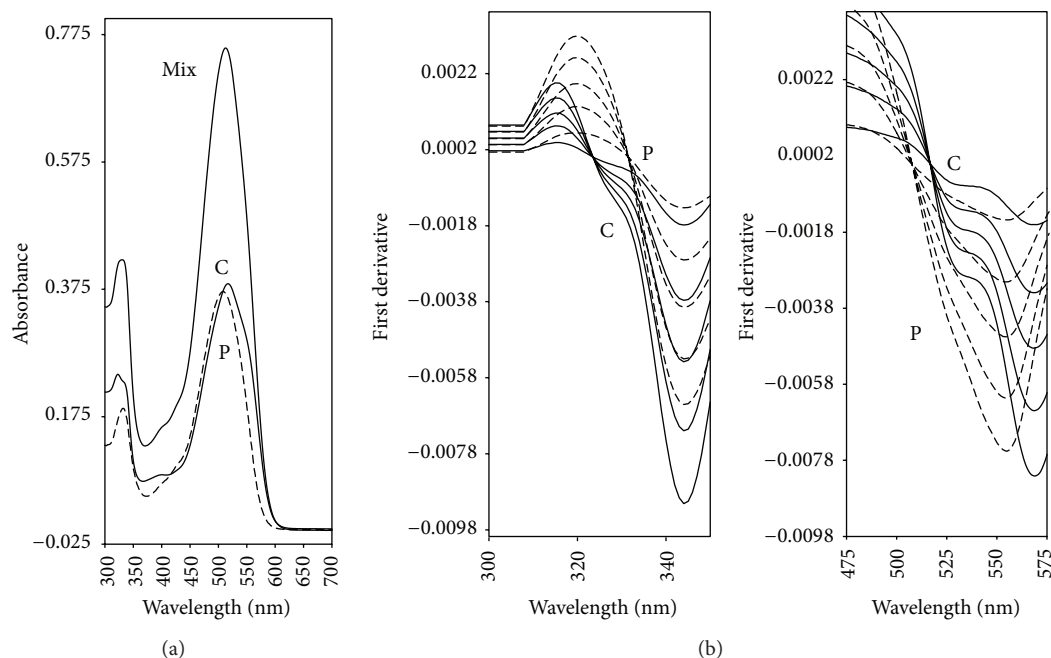 0.775
0.575
0.375
0.175
−0.025
Absorbance
Mix
C
P
300
350
400
450
500
550
600
650
700
Wavelength (nm)
(a)
0.0022
0.0002
−0.0018
−0.0038
−0.0058
−0.0078
−0.0098
First derivative
P
C
300
320
340
Wavelength (nm)
0.0022
0.0002
−0.0018
−0.0038
−0.0058
−0.0078
−0.0098
First derivative
C
P
475
500
525
550
575
Wavelength (nm)
(b)